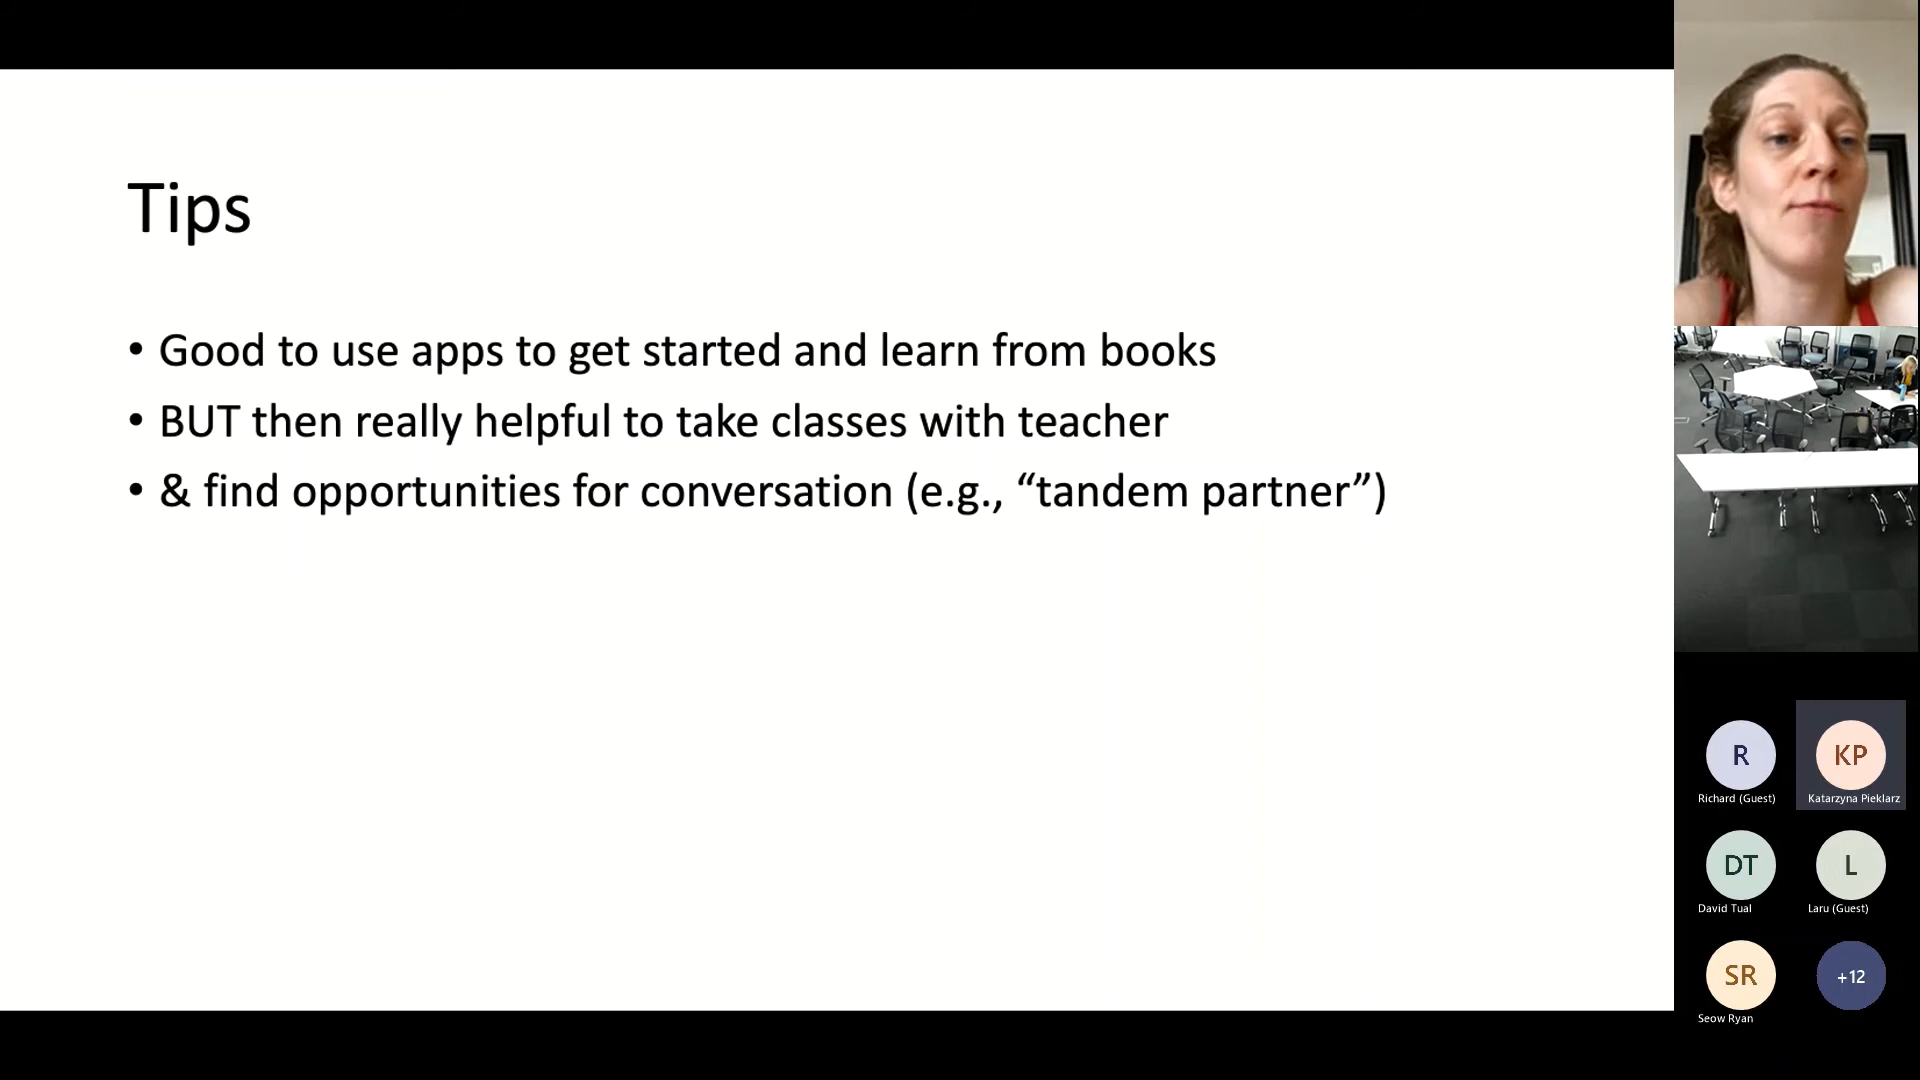 Tips
• Good to use apps to get started and learn from books
• BUT then really helpful to take classes with teacher
• & find opportunities for conversation (e.g., “tandem partner”)
R
KP
Richard (Guest)
Katarzyna Pieklarz
DT
L
David Tual
Laru (Guest)
SR
+12
Seow Ryan